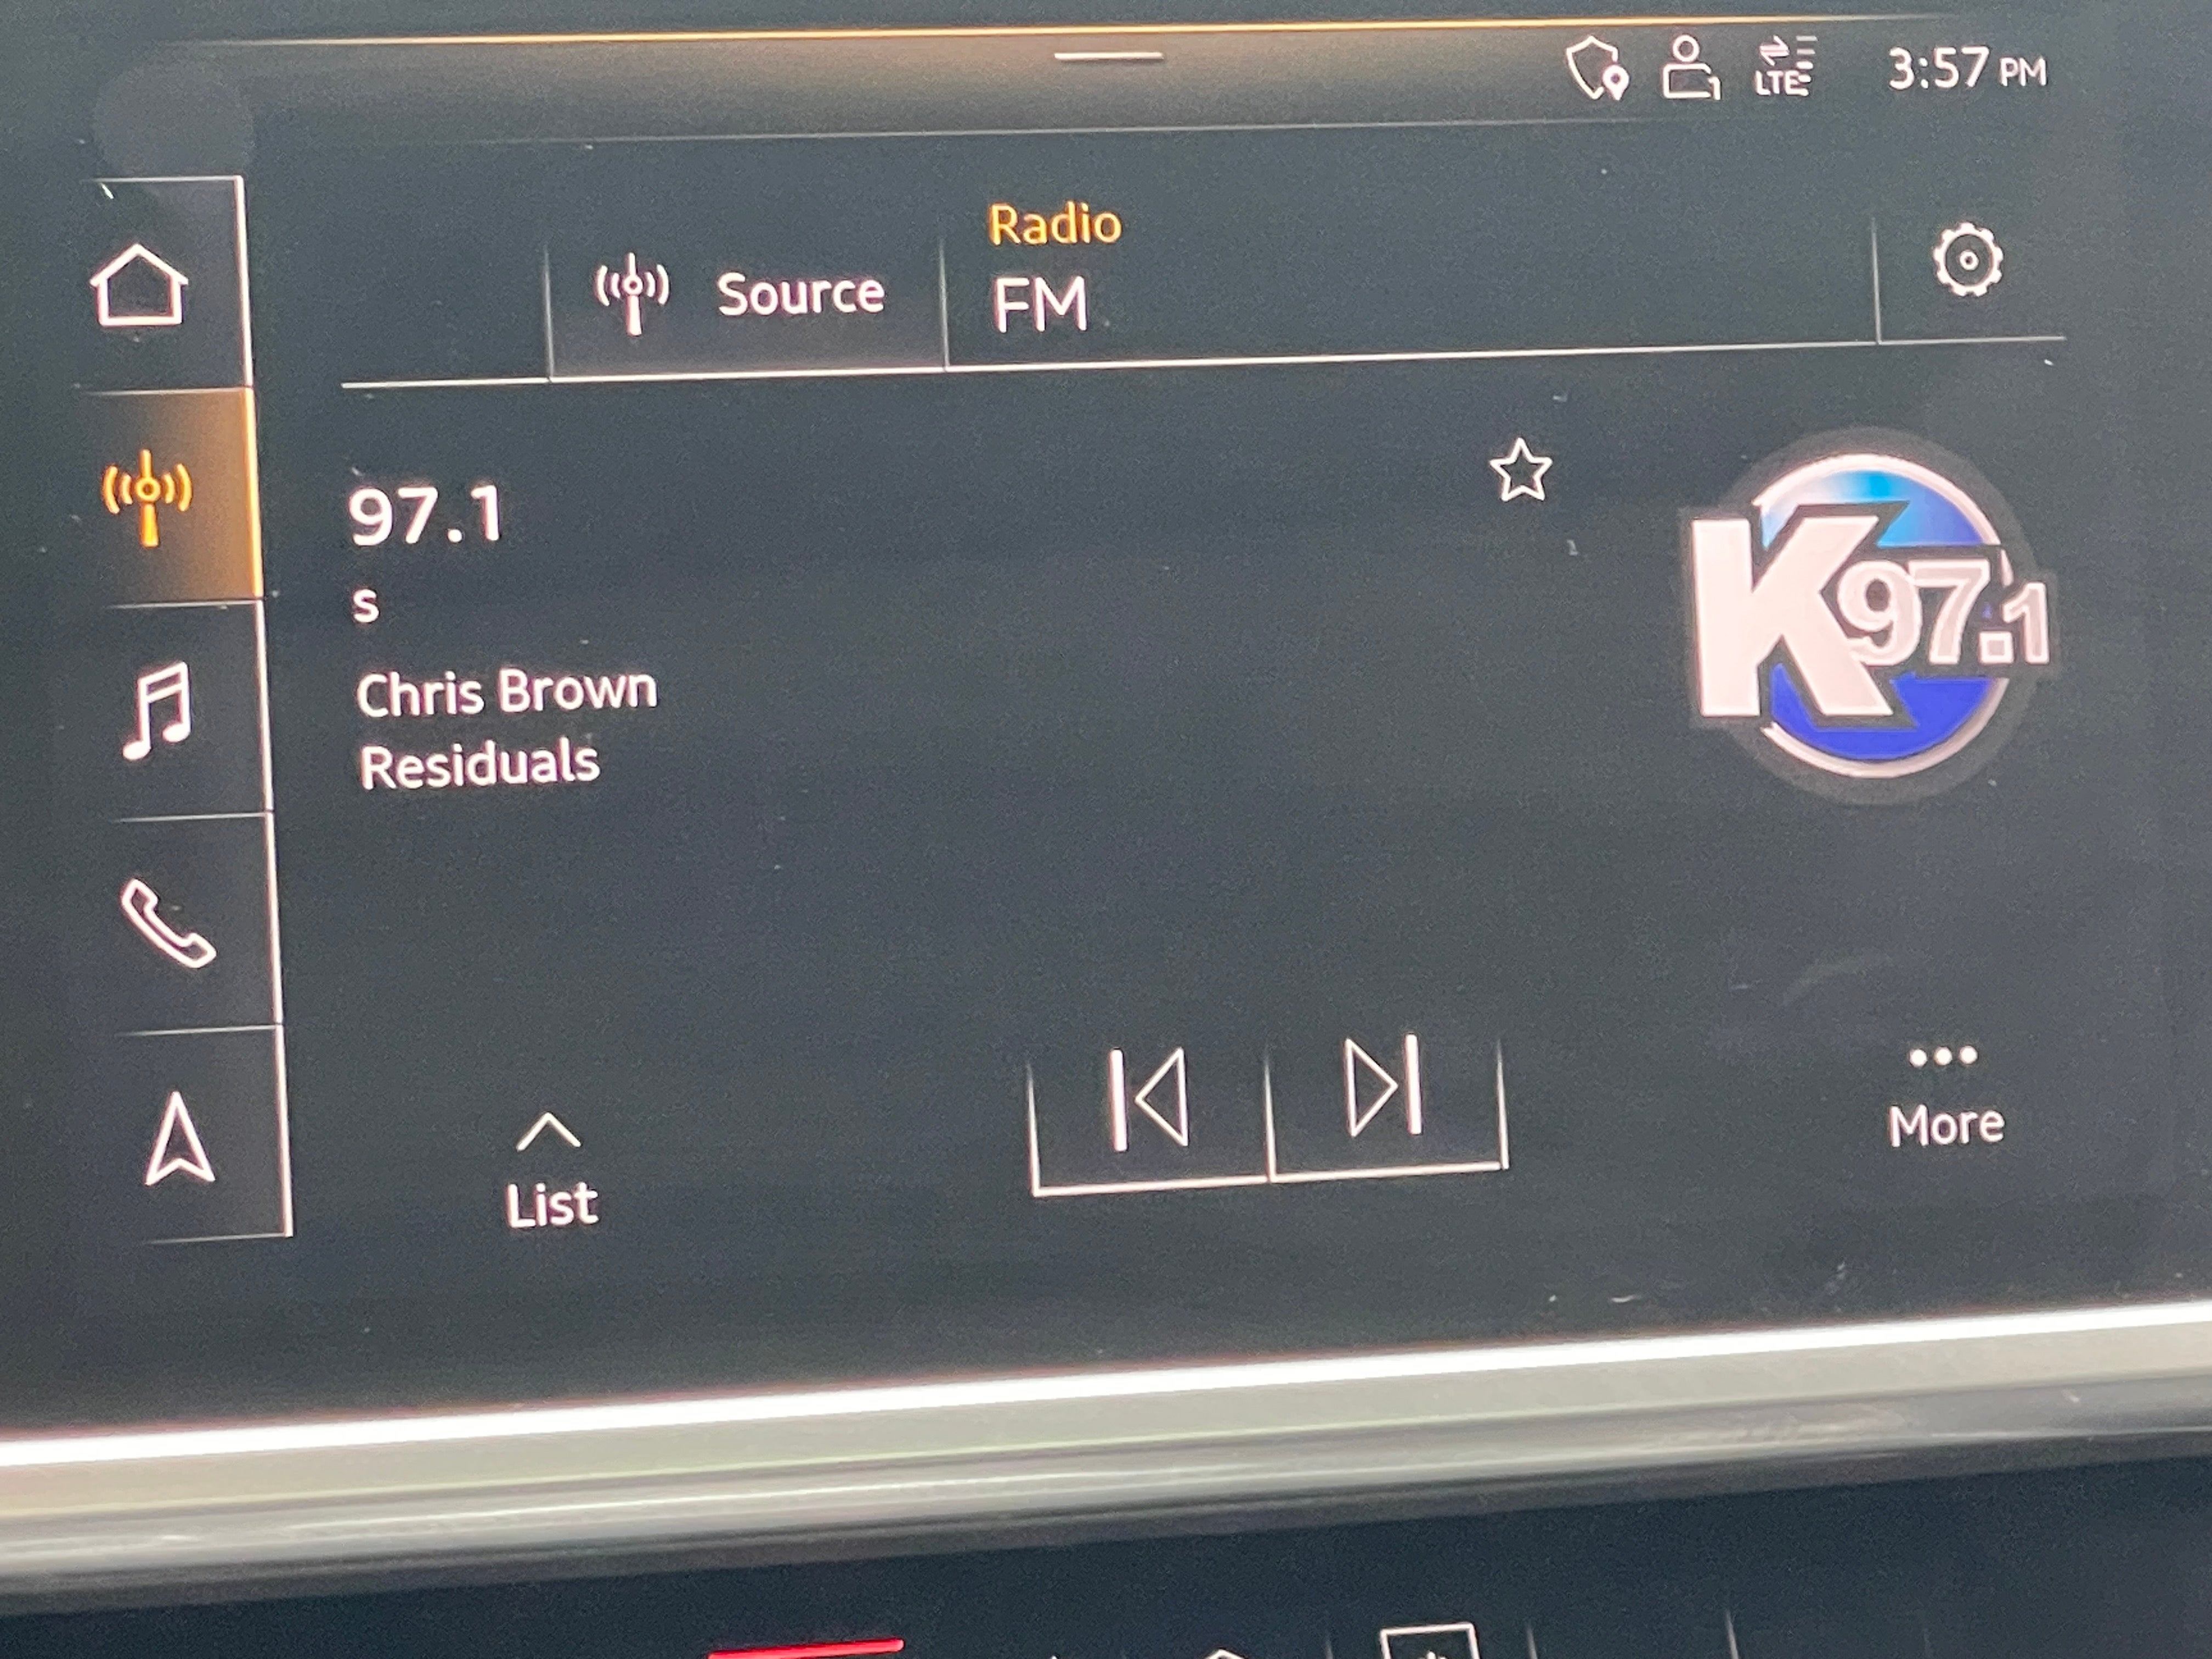 LTE 3:57 PM
Radio
Source
FM
97.1
s
Chris Brown
Residuals
K97.1
List
More